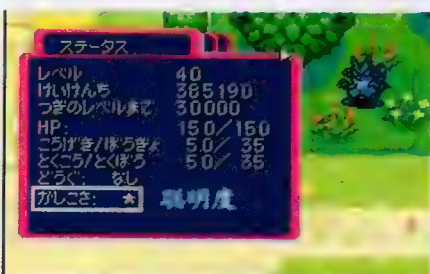 ステータス
レベル 40
けいけんち 385190
つぎのレベルまで 30000
HP: 150/150
こうげき/ぼうぎょ 50/ 35
とくこう/とくぼう 50/ 35
どうぐ: なし
かしこさ: ★ 聰明度